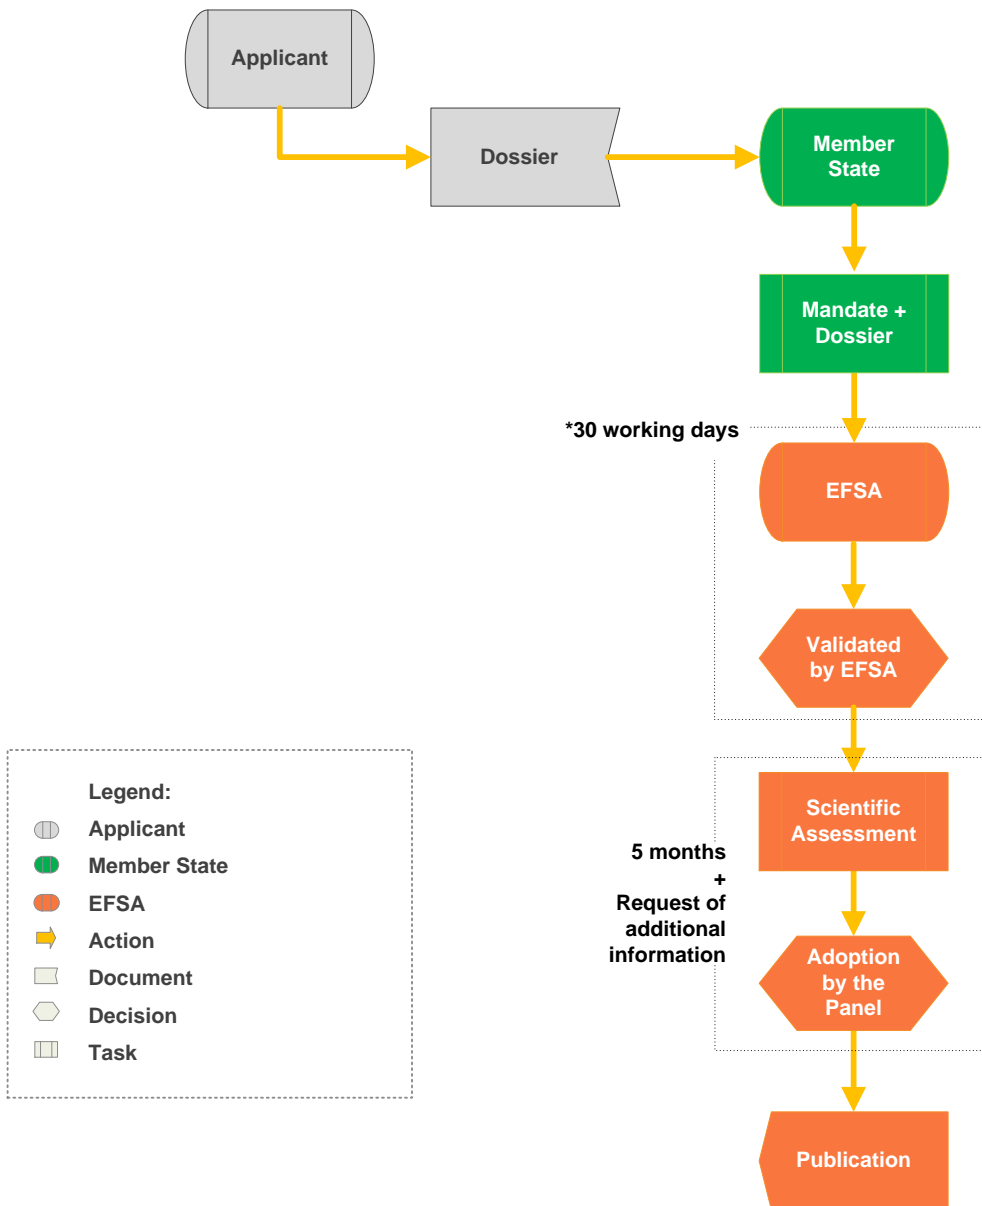 Applicant
Dossier
Member
State
Mandate +
Dossier
*30 working days
EFSA
Validated
by EFSA
Scientific
Assessment
5 months
+
Request of
additional
information
Adoption
by the
Panel
Publication
Legend:
Applicant
Member State
EFSA
Action
Document
Decision
Task